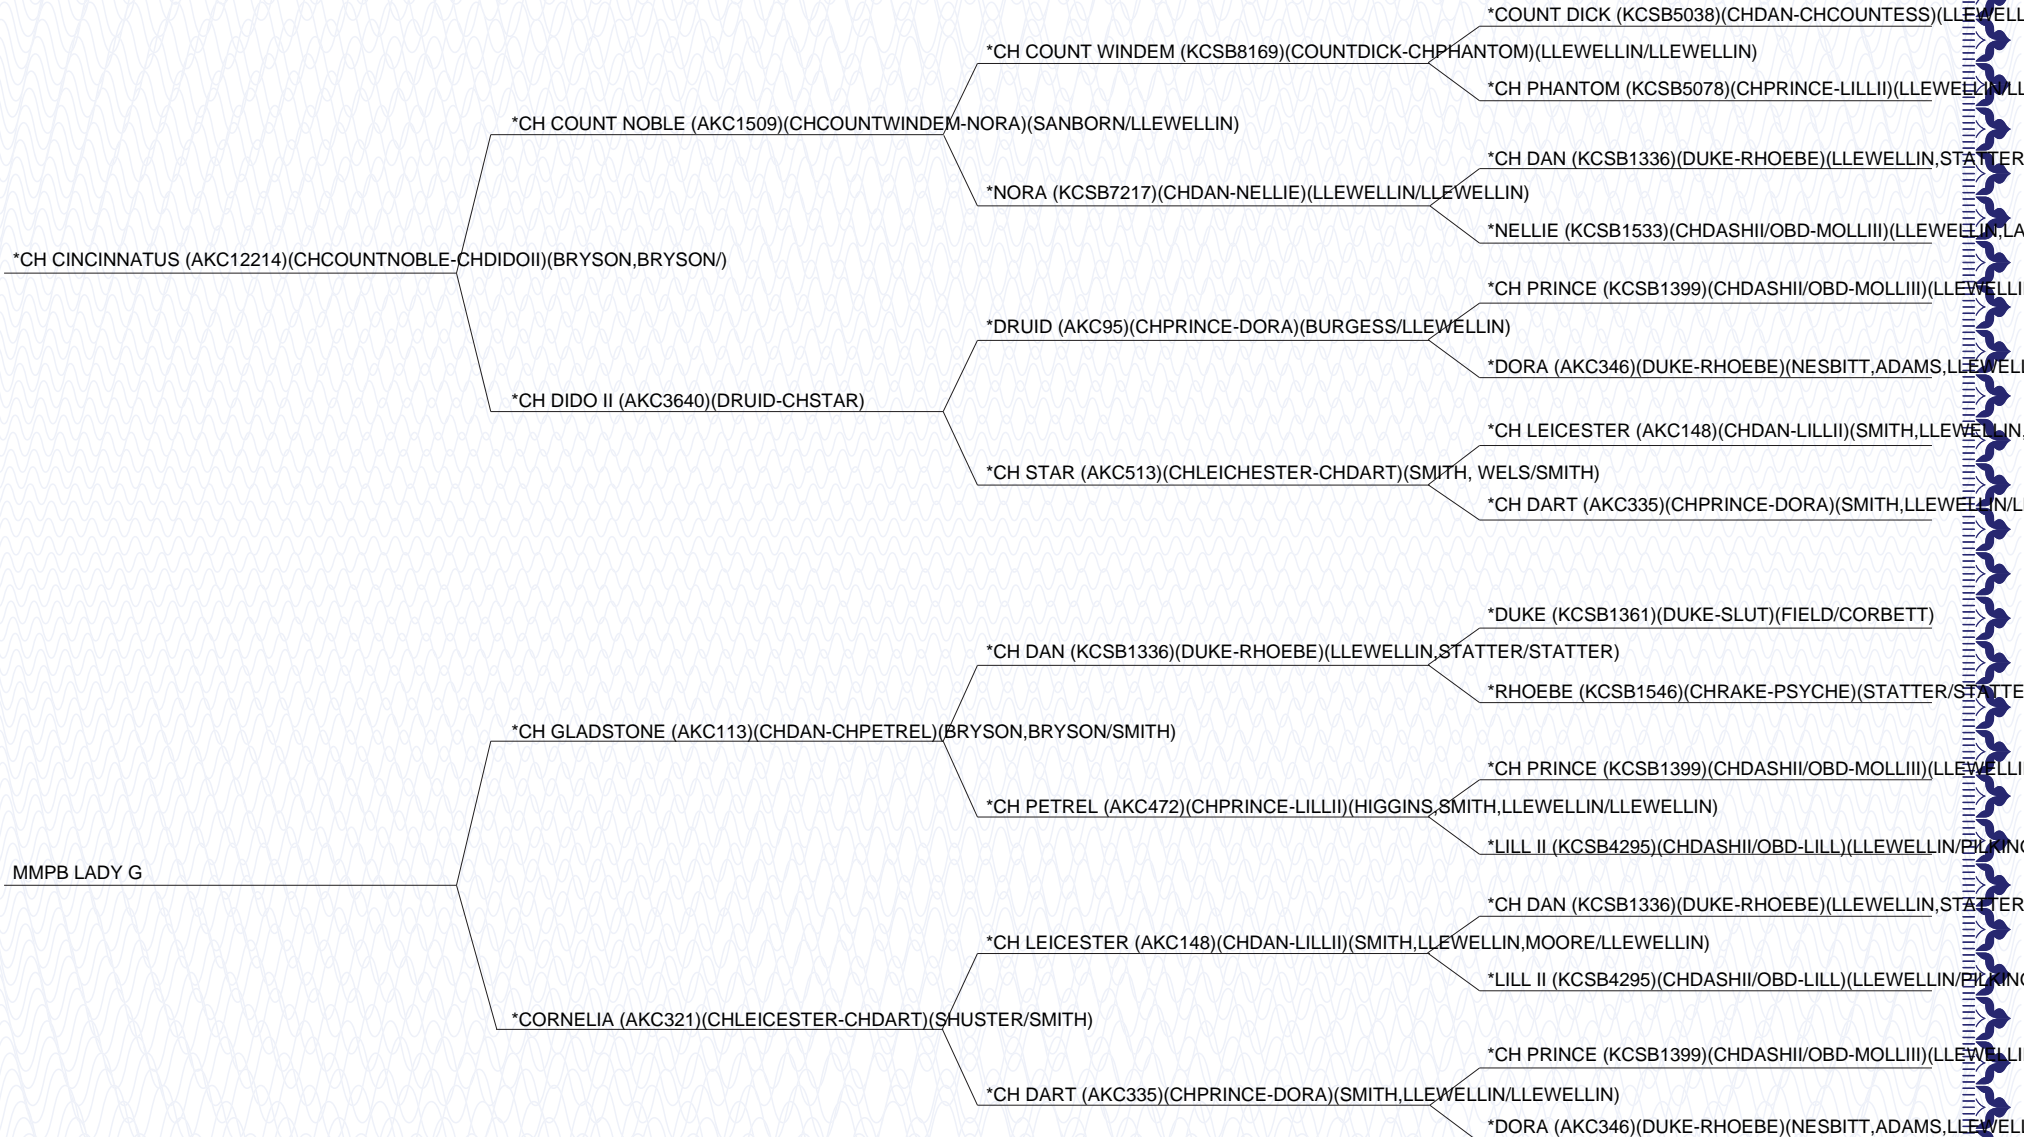 *COUNT DICK (KCSB5038)(CHDAN-CHCOUNTESS)(LLEWELL
*CH COUNT WINDEM (KCSB8169)(COUNTDICK-CHPHANTOM)(LLEWELLIN/LLEWELLIN)
*CH PHANTOM (KCSB5078)(CHPRINCE-LILLII)(LLEWELLIN/LL
*CH COUNT NOBLE (AKC1509)(CHCOUNTWINDEM-NORA)(SANBORN/LLEWELLIN)
*CH DAN (KCSB1336)(DUKE-RHOEBE)(LLEWELLIN,STATTER
*NORA (KCSB7217)(CHDAN-NELLIE)(LLEWELLIN/LLEWELLIN)
*NELLIE (KCSB1533)(CHDASHII/OBD-MOLLIII)(LLEWELLIN,LA
*CH CINCINNATUS (AKC12214)(CHCOUNTNOBLE-CHDIDOII)(BRYSON,BRYSON/)
*CH PRINCE (KCSB1399)(CHDASHII/OBD-MOLLIII)(LLEWELLI
*DRUID (AKC95)(CHPRINCE-DORA)(BURGESS/LLEWELLIN)
*DORA (AKC346)(DUKE-RHOEBE)(NESBITT,ADAMS,LLEWELL
*CH DIDO II (AKC3640)(DRUID-CHSTAR)
*CH LEICESTER (AKC148)(CHDAN-LILLII)(SMITH,LLEWELLIN,
*CH STAR (AKC513)(CHLEICHESTER-CHDART)(SMITH, WELS/SMITH)
*CH DART (AKC335)(CHPRINCE-DORA)(SMITH,LLEWELLIN/L
*DUKE (KCSB1361)(DUKE-SLUT)(FIELD/CORBETT)
*CH DAN (KCSB1336)(DUKE-RHOEBE)(LLEWELLIN,STATTER/STATTER)
*RHOEBE (KCSB1546)(CHRAKE-PSYCHE)(STATTER/STATTE
*CH GLADSTONE (AKC113)(CHDAN-CHPETREL)(BRYSON,BRYSON/SMITH)
*CH PRINCE (KCSB1399)(CHDASHII/OBD-MOLLIII)(LLEWELLI
*CH PETREL (AKC472)(CHPRINCE-LILLII)(HIGGINS,SMITH,LLEWELLIN/LLEWELLIN)
*LILL II (KCSB4295)(CHDASHII/OBD-LILL)(LLEWELLIN/PILKING
MMPB LADY G
*CH DAN (KCSB1336)(DUKE-RHOEBE)(LLEWELLIN,STATTER
*CH LEICESTER (AKC148)(CHDAN-LILLII)(SMITH,LLEWELLIN,MOORE/LLEWELLIN)
*LILL II (KCSB4295)(CHDASHII/OBD-LILL)(LLEWELLIN/PILKING
*CORNELIA (AKC321)(CHLEICESTER-CHDART)(SHUSTER/SMITH)
*CH PRINCE (KCSB1399)(CHDASHII/OBD-MOLLIII)(LLEWELLI
*CH DART (AKC335)(CHPRINCE-DORA)(SMITH,LLEWELLIN/LLEWELLIN)
*DORA (AKC346)(DUKE-RHOEBE)(NESBITT,ADAMS,LLEWELL